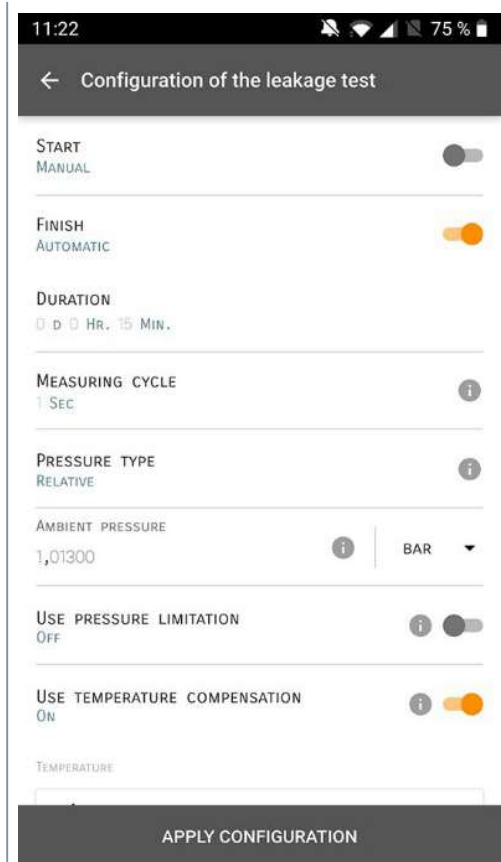 11:22 75 %
Configuration of the leakage test
START
MANUAL
FINISH
AUTOMATIC
DURATION
0 D 0 HR. 15 MIN.
MEASURING CYCLE
1 SEC
PRESSURE TYPE
RELATIVE
AMBIENT PRESSURE
1,01300 BAR
USE PRESSURE LIMITATION
OFF
USE TEMPERATURE COMPENSATION
ON
TEMPERATURE
APPLY CONFIGURATION